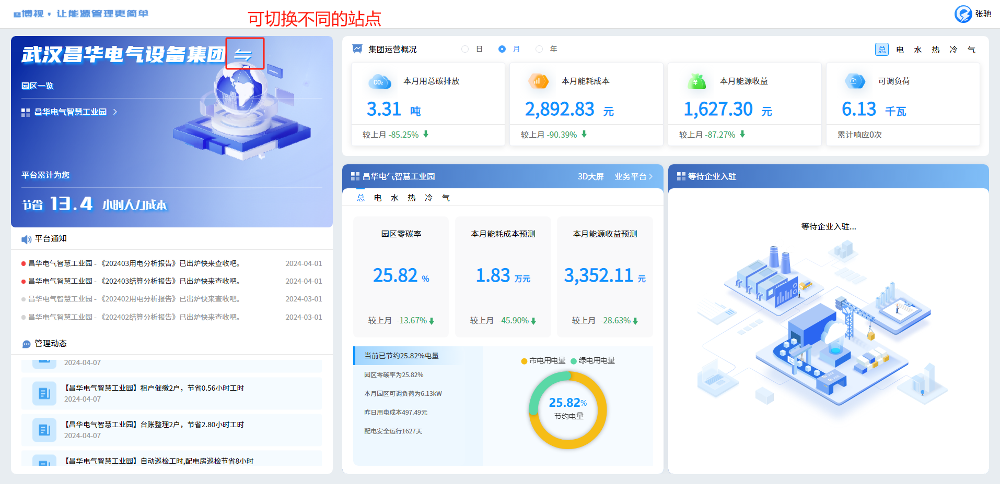 e博视，让能源管理更简单
可切换不同的站点
张驰
武汉昌华电气设备集团
园区一览
昌华电气智慧工业园
平台累计为您
节省 13.4 小时人力成本
平台通知
昌华电气智慧工业园 - 《202403用电分析报告》已出炉快来查收吧。 2024-04-01
昌华电气智慧工业园 - 《202403结算分析报告》已出炉快来查收吧。 2024-04-01
昌华电气智慧工业园 - 《202402用电分析报告》已出炉快来查收吧。 2024-03-01
昌华电气智慧工业园 - 《202402结算分析报告》已出炉快来查收吧。 2024-03-01
管理动态
2024-04-07
【昌华电气智慧工业园】租户催缴2户，节省0.56小时工时
2024-04-07
【昌华电气智慧工业园】台账整理2户，节省2.80小时工时
2024-04-07
【昌华电气智慧工业园】自动巡检工时,配电房巡检节省8小时
集团运营概况 日 月 年 总 电 水 热 冷 气
CO₂ 本月用总碳排放
3.31 吨
较上月 -85.25%
本月能耗成本
2,892.83 元
较上月 -90.39%
¥ 本月能源收益
1,627.30 元
较上月 -87.27%
可调负荷
6.13 千瓦
累计响应0次
昌华电气智慧工业园 3D大屏 业务平台
总 电 水 热 冷 气
园区零碳率
25.82 %
较上月 -13.67%
本月能耗成本预测
1.83 万元
较上月 -45.90%
本月能源收益预测
3,352.11 元
较上月 -28.63%
当前已节约25.82%电量
园区零碳率为25.82%
本月园区可调负荷为6.13kW
昨日用电成本497.49元
配电安全运行1627天
市电用电量 绿电用电量
25.82%
节约电量
等待企业入驻
等待企业入驻...